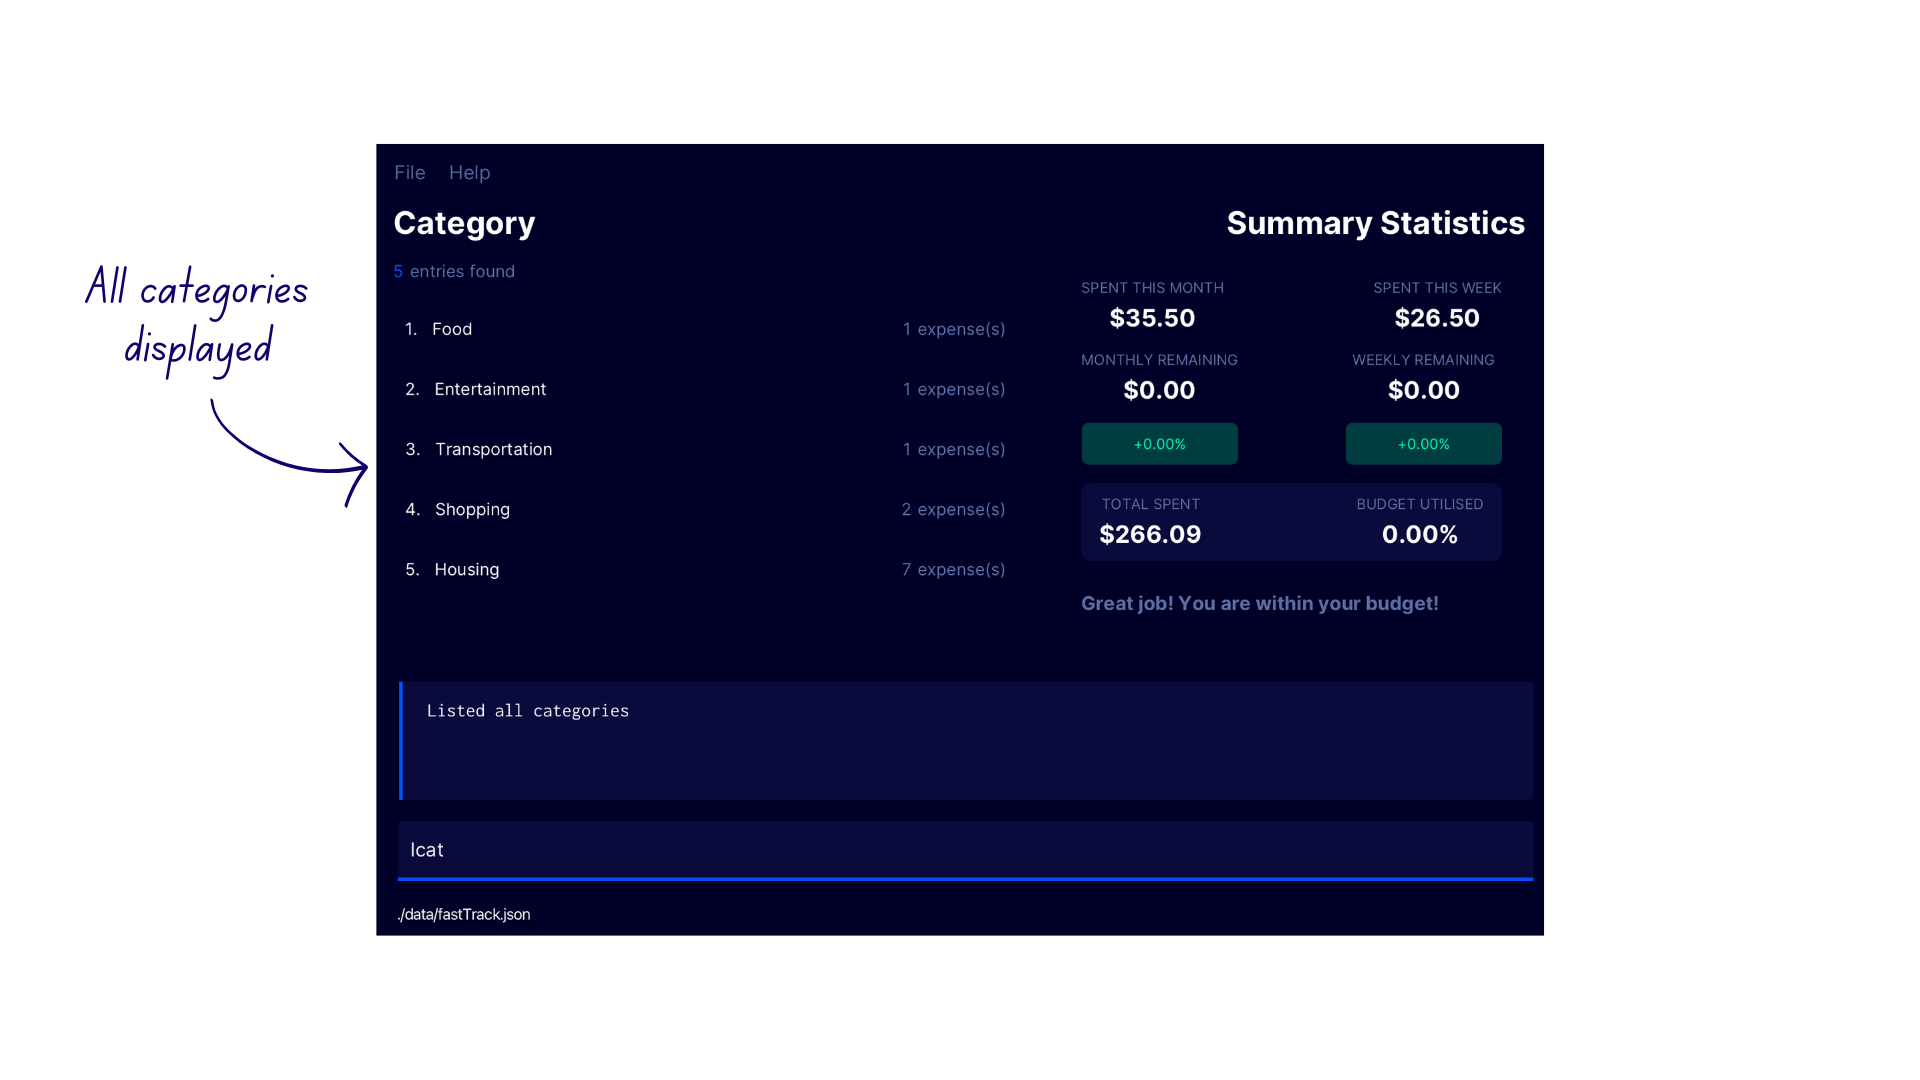 All categories
displayed
File Help
Category
5 entries found
1. Food 1 expense(s)
2. Entertainment 1 expense(s)
3. Transportation 1 expense(s)
4. Shopping 2 expense(s)
5. Housing 7 expense(s)
Summary Statistics
SPENT THIS MONTH SPENT THIS WEEK
$35.50 $26.50
MONTHLY REMAINING WEEKLY REMAINING
$0.00 $0.00
+0.00% +0.00%
TOTAL SPENT BUDGET UTILISED
$266.09 0.00%
Great job! You are within your budget!
Listed all categories
lcat
./data/fastTrack.json